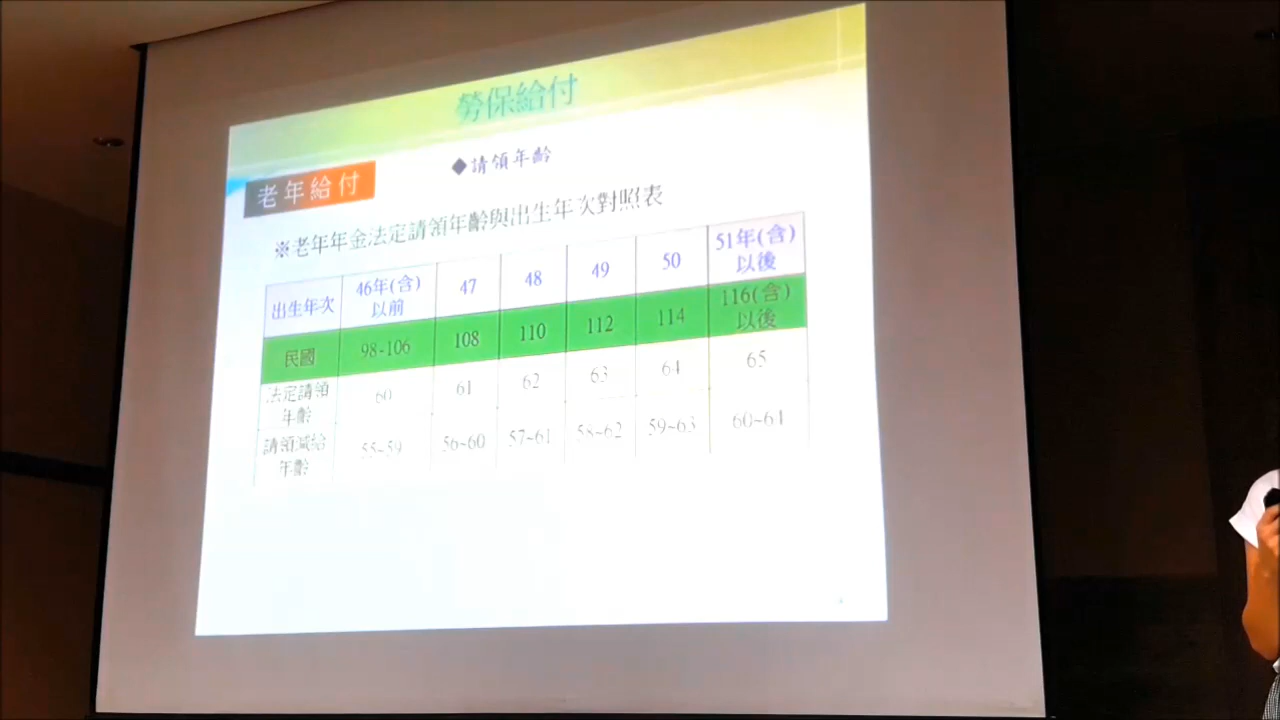 勞保給付
老年給付
◆請領年齡
※老年年金法定請領年齡與出生年次對照表
出生年次 46年(含)以前 47 48 49 50 51年(含)以後
民國 98-106 108 110 112 114 116(含)以後
法定請領年齡 60 61 62 63 64 65
請領減給年齡 55~59 56~60 57~61 58~62 59~63 60~64